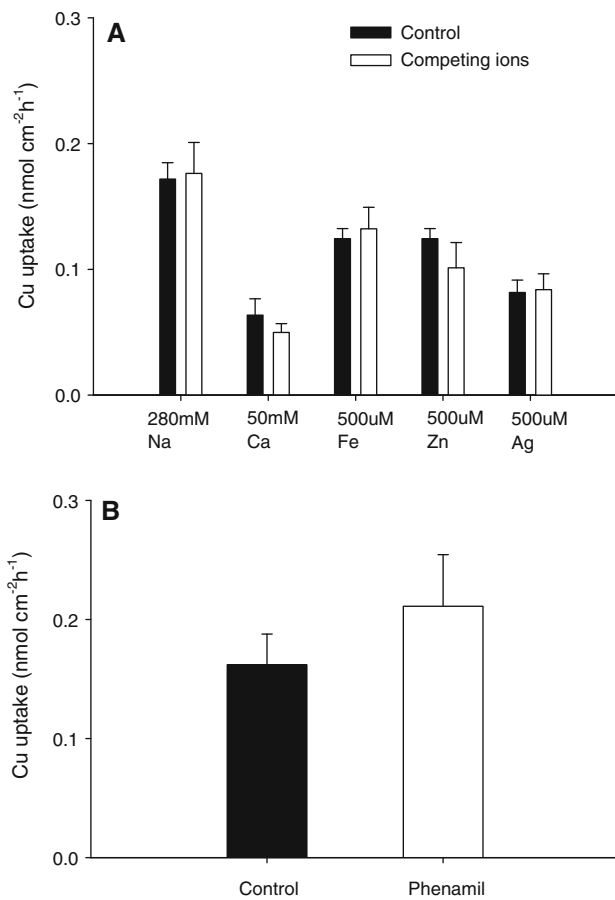 A
Control
Competing ions
Cu uptake (nmol cm⁻²h⁻¹)
0.3
0.2
0.1
0.0
280mM 50mM 500uM 500uM 500uM
Na Ca Fe Zn Ag
B
Cu uptake (nmol cm⁻²h⁻¹)
0.3
0.2
0.1
0.0
Control Phenamil